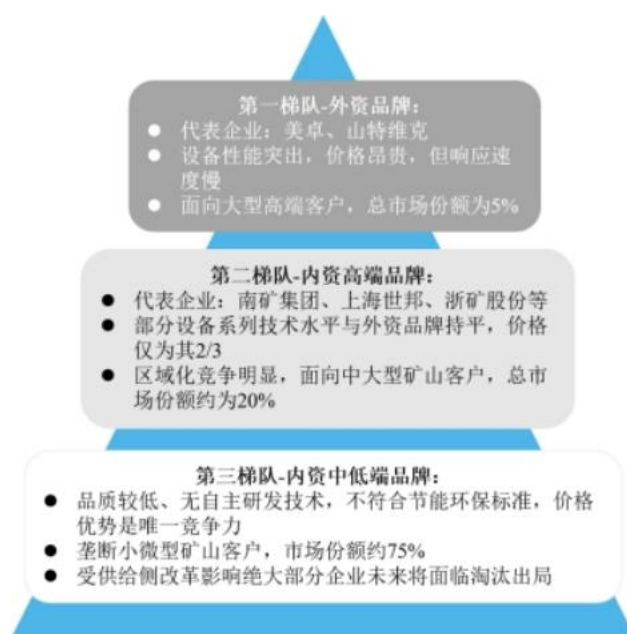 第一梯队-外资品牌：
● 代表企业：美卓、山特维克
● 设备性能突出，价格昂贵，但响应速
度慢
● 面向大型高端客户，总市场份额为5%
第二梯队-内资高端品牌：
● 代表企业：南矿集团、上海世邦、浙矿股份等
● 部分设备系列技术水平与外资品牌持平，价格
仅为其2/3
● 区域化竞争明显，面向中大型矿山客户，总市
场份额约为20%
第三梯队-内资中低端品牌：
● 品质较低、无自主研发技术，不符合节能环保标准，价格
优势是唯一竞争力
● 垄断小微型矿山客户，市场份额约75%
● 受供给侧改革影响绝大部分企业未来将面临淘汰出局